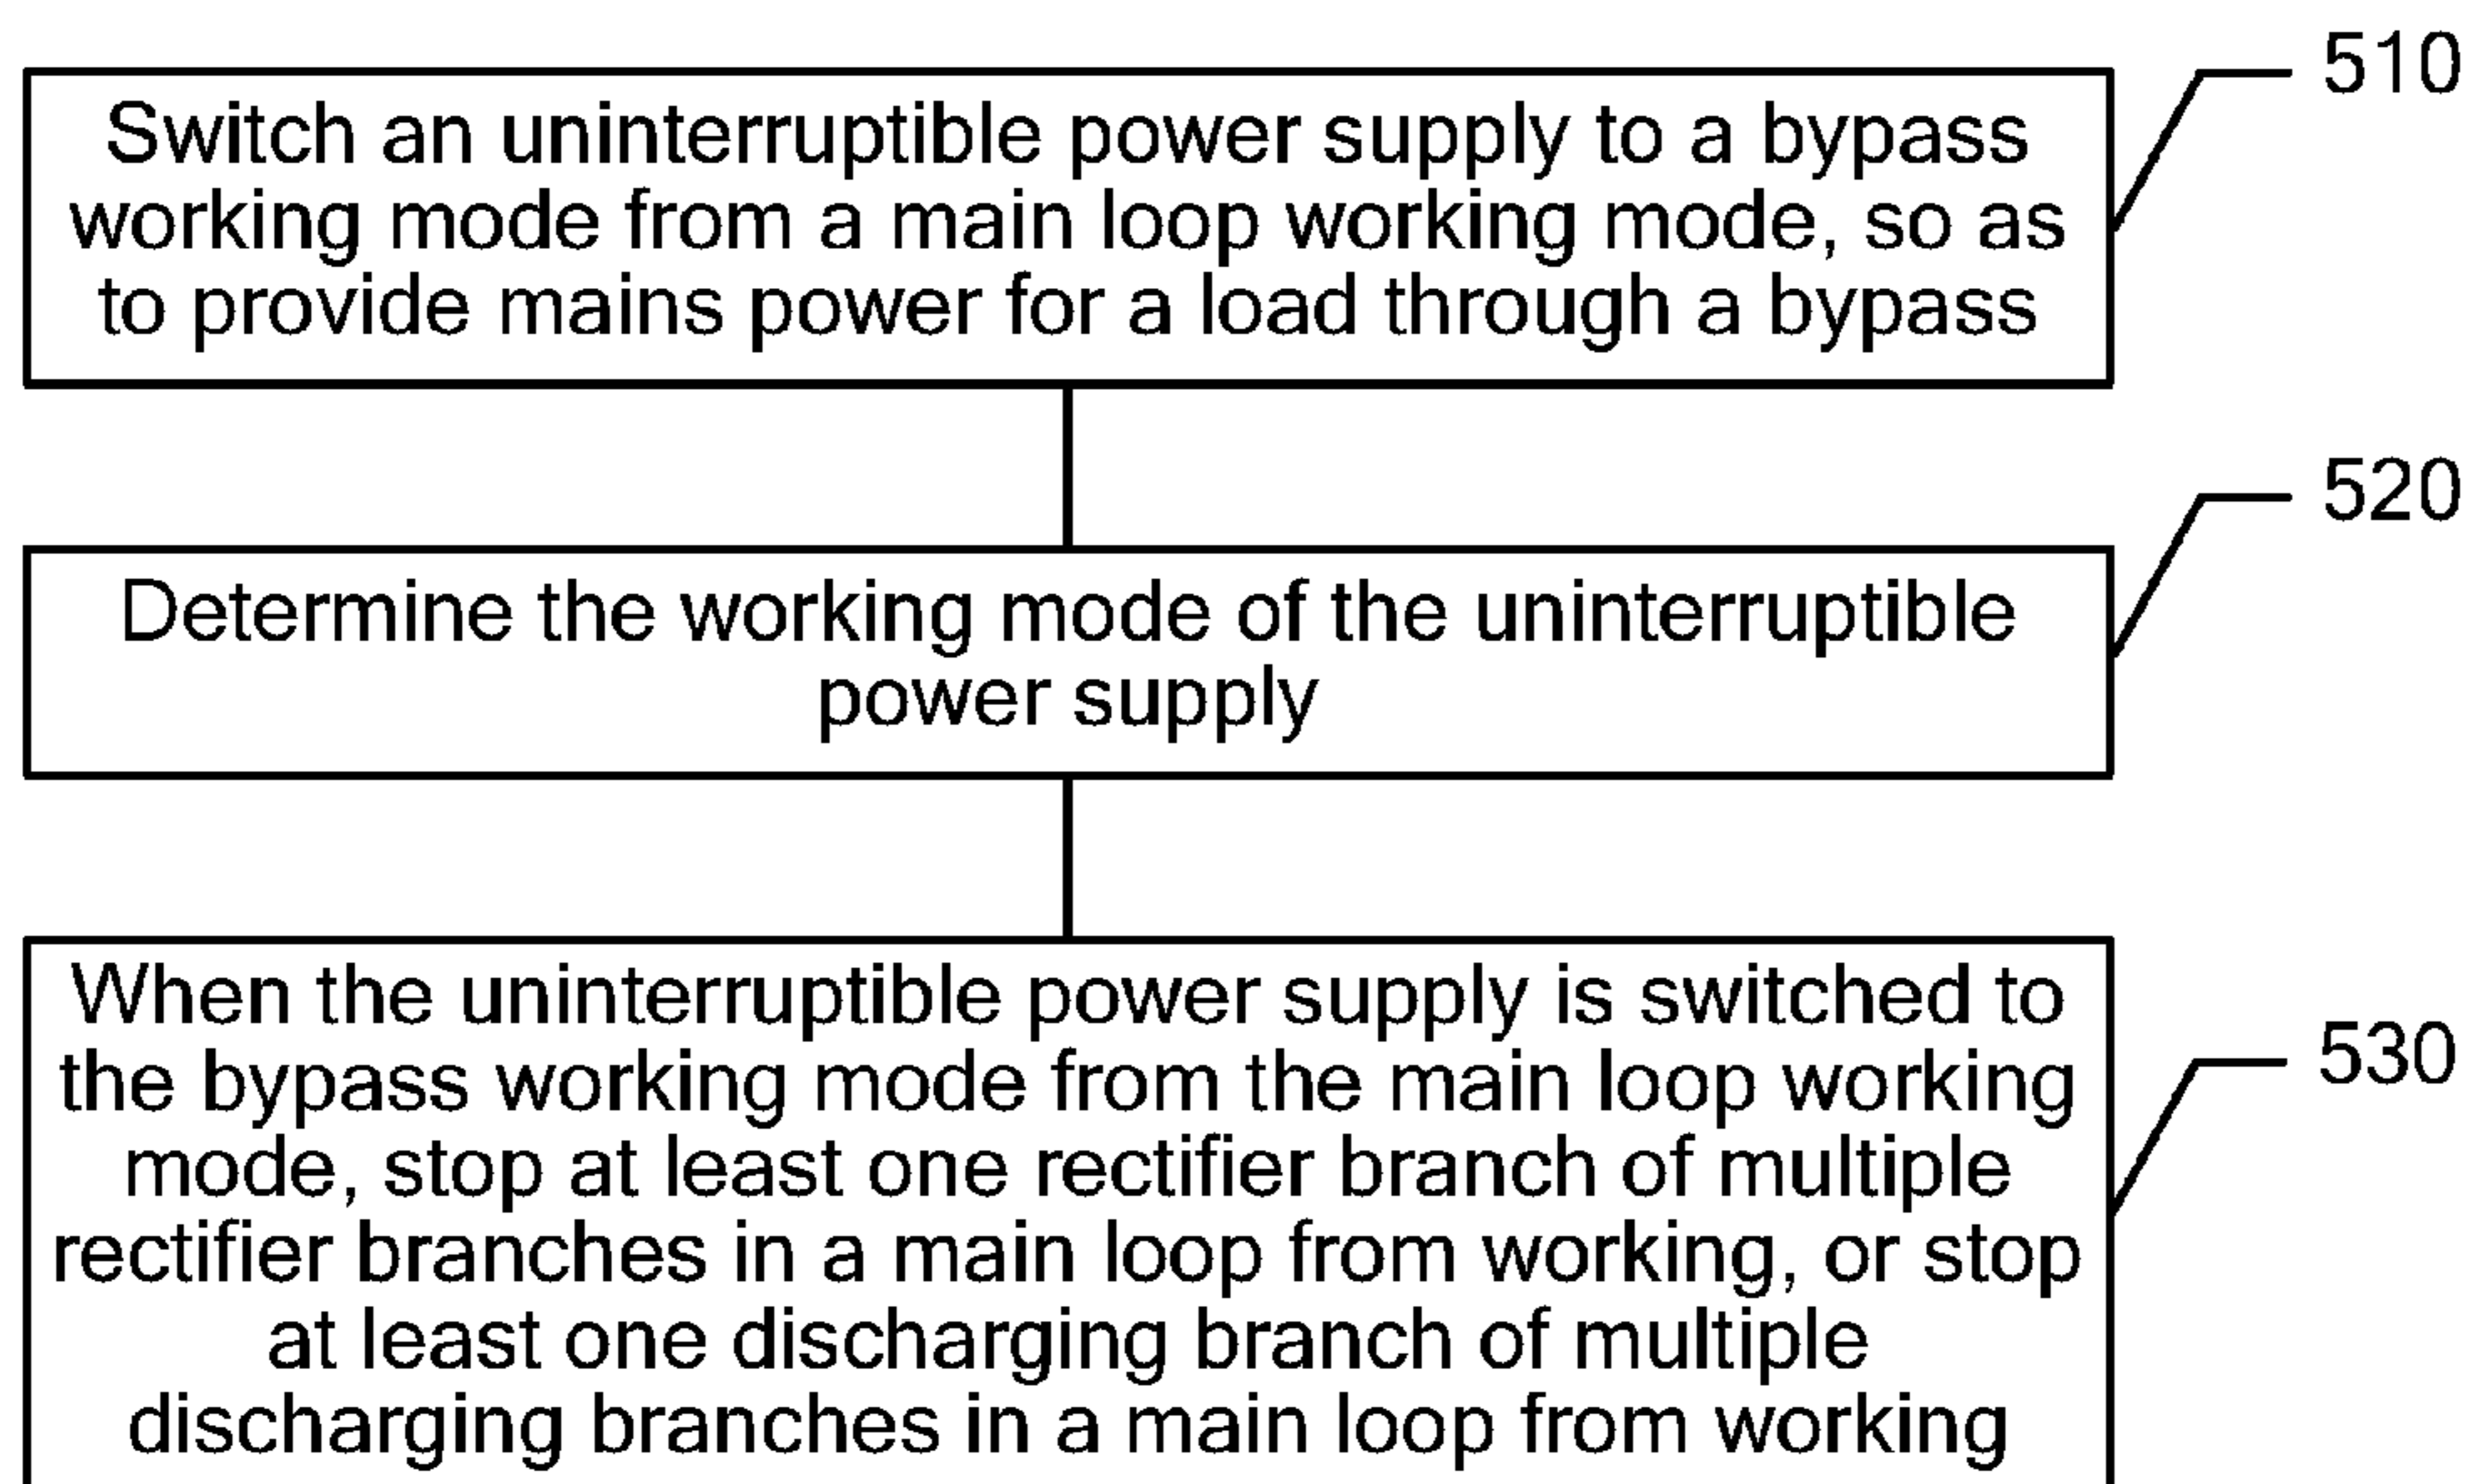 510
Switch an uninterruptible power supply to a bypass
working mode from a main loop working mode, so as
to provide mains power for a load through a bypass
520
Determine the working mode of the uninterruptible
power supply
530
When the uninterruptible power supply is switched to
the bypass working mode from the main loop working
mode, stop at least one rectifier branch of multiple
rectifier branches in a main loop from working, or stop
at least one discharging branch of multiple
discharging branches in a main loop from working